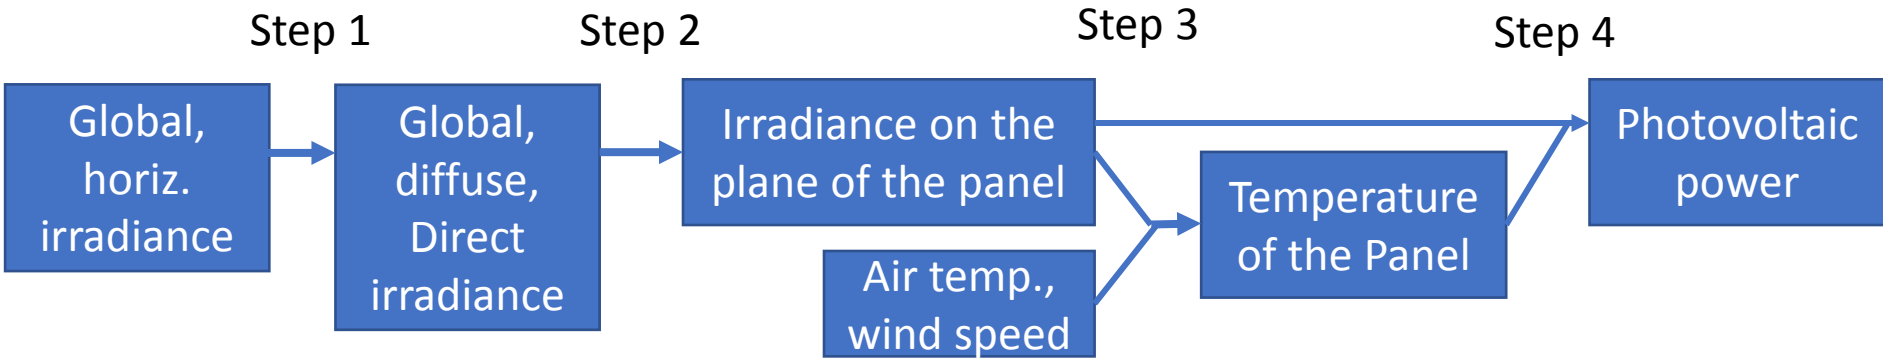 Step 1
Step 2
Step 3
Step 4
Global,
horiz.
irradiance
Global,
diffuse,
Direct
irradiance
Irradiance on the
plane of the panel
Air temp.,
wind speed
Temperature
of the Panel
Photovoltaic
power